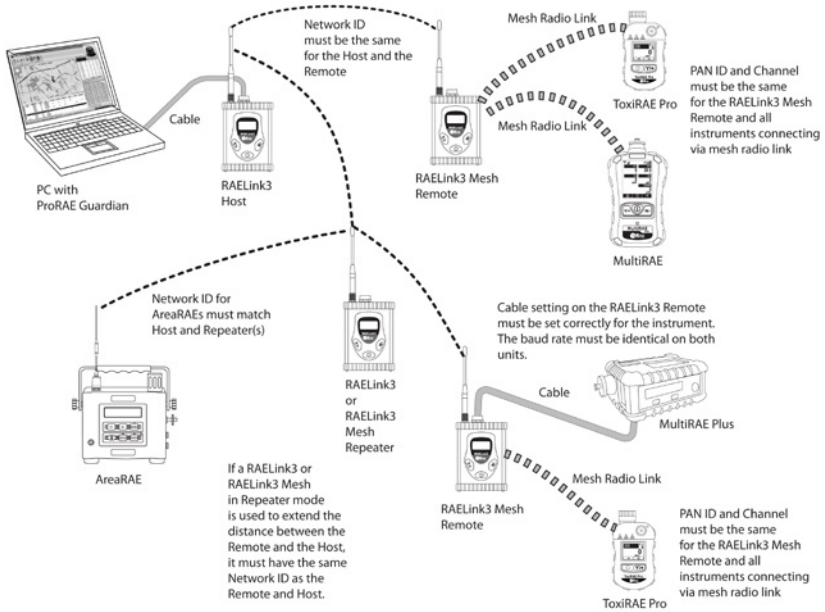 Network ID
must be the same
for the Host and the
Remote
Mesh Radio Link
ToxiRAE Pro
PAN ID and Channel
must be the same
for the RAELink3 Mesh
Remote and all
instruments connecting
via mesh radio link
Cable
Mesh Radio Link
PC with
ProRAE Guardian
RAELink3
Host
RAELink3 Mesh
Remote
MultiRAE
Network ID for
AreaRAEs must match
Host and Repeater(s)
Cable setting on the RAELink3 Remote
must be set correctly for the instrument.
The baud rate must be identical on both
units.
RAELink3
or
RAELink3
Mesh
Repeater
Cable
MultiRAE Plus
AreaRAE
If a RAELink3 or
RAELink3 Mesh
in Repeater mode
is used to extend the
distance between the
Remote and the Host,
it must have the same
Network ID as the
Remote and Host.
RAELink3 Mesh
Remote
Mesh Radio Link
ToxiRAE Pro
PAN ID and Channel
must be the same
for the RAELink3 Mesh
Remote and all
instruments connecting
via mesh radio link